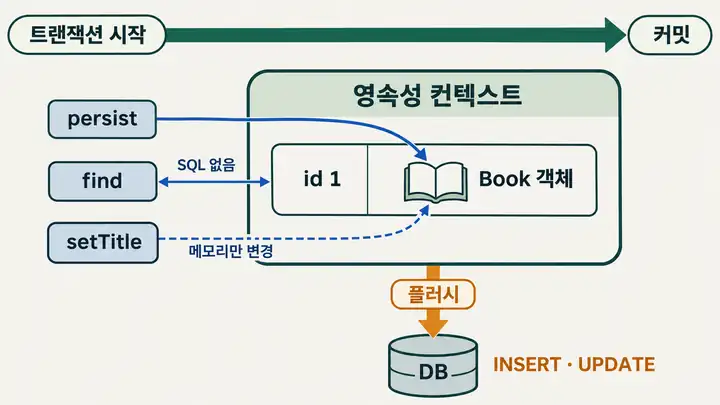 트랜잭션 시작
커밋
영속성 컨텍스트
persist
find
SQL 없음
id 1
Book 객체
setTitle
메모리만 변경
플러시
DB
INSERT · UPDATE